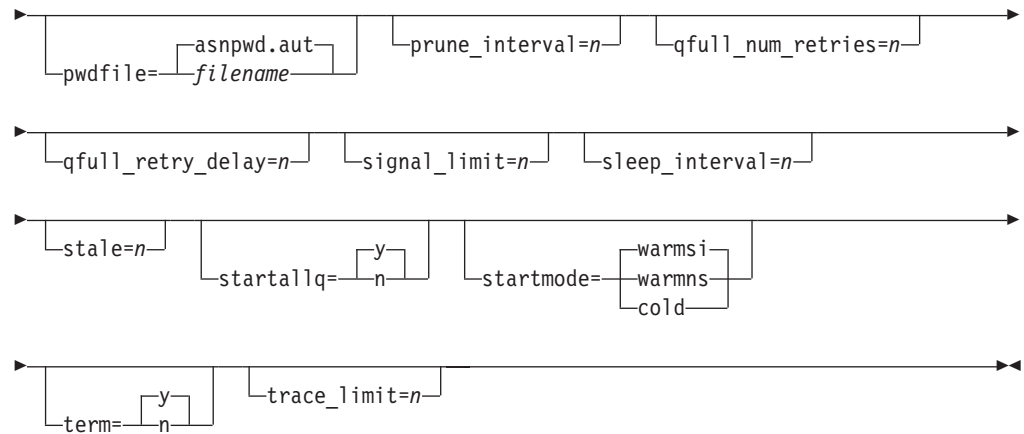 asnpwd.aut
pwdfile= filename
prune_interval=n
qfull_num_retries=n
qfull_retry_delay=n
signal_limit=n
sleep_interval=n
stale=n
y
startallq= n
warmsi
startmode= warmns
cold
y
term= n
trace_limit=n